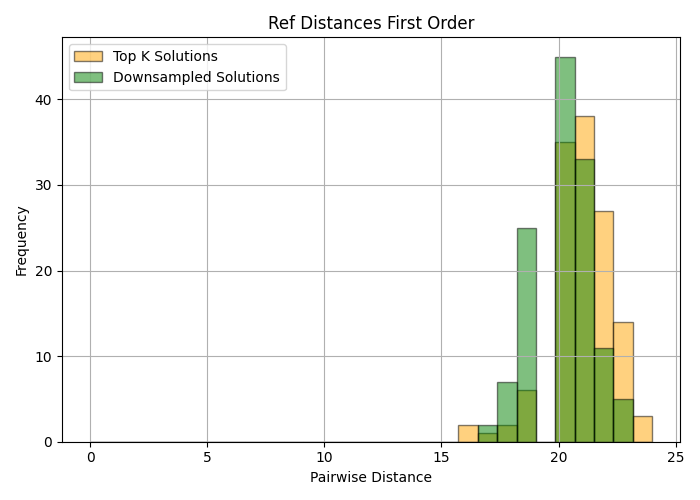 Ref Distances First Order
Top K Solutions
Downsampled Solutions
Frequency
40
30
20
10
0
0 5 10 15 20 25
Pairwise Distance